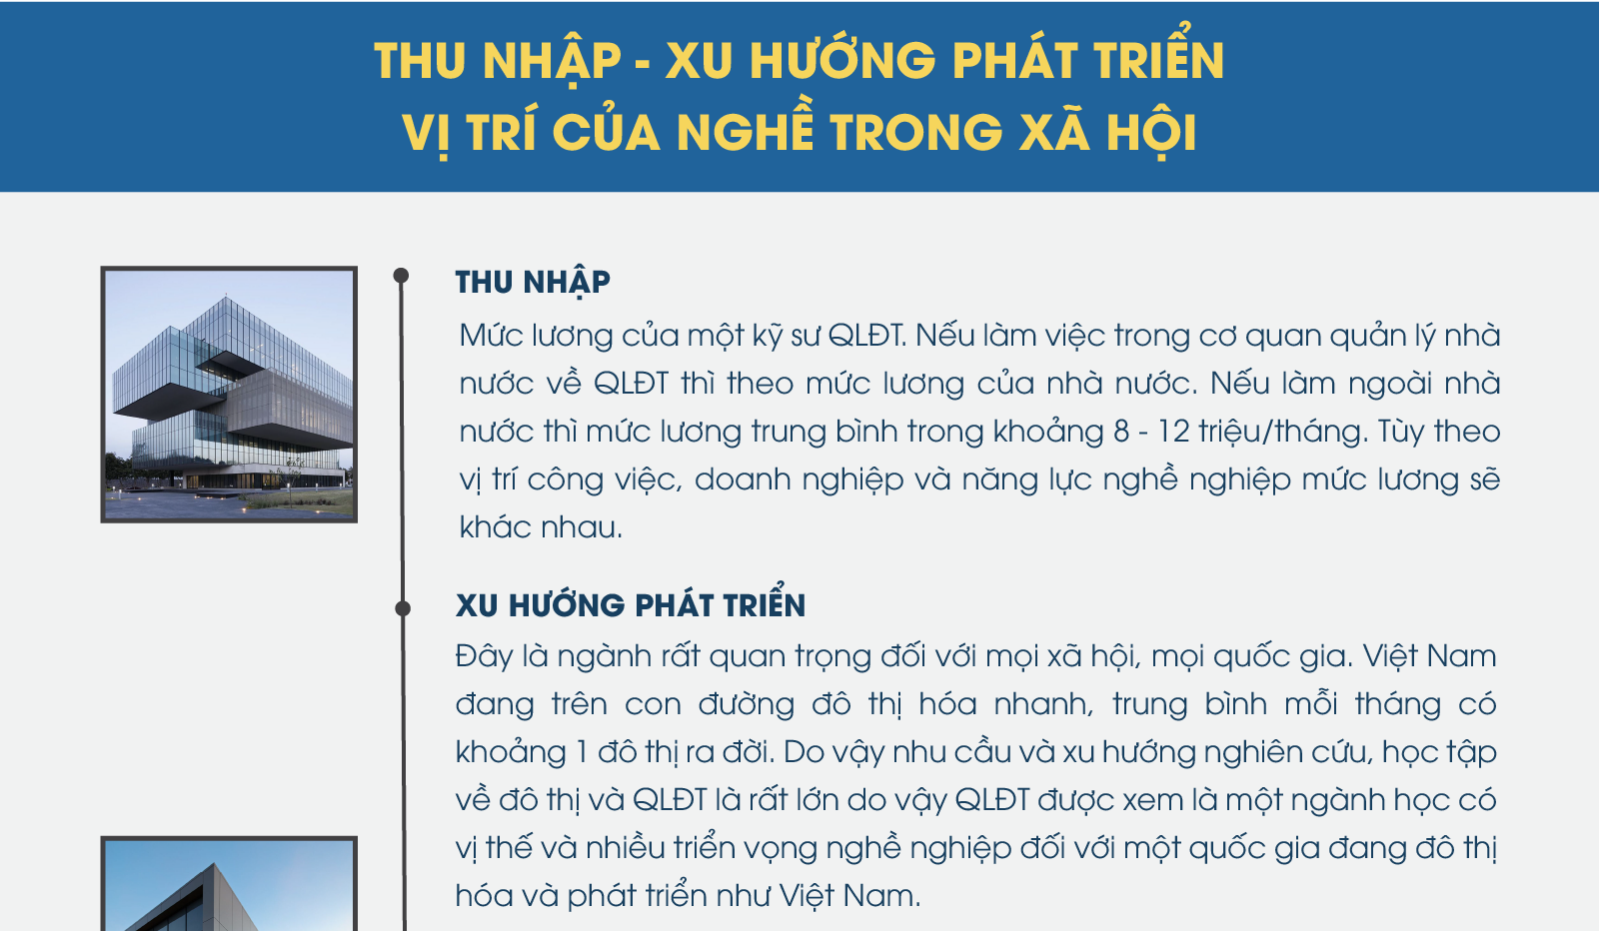 THU NHẬP - XU HƯỚNG PHÁT TRIỂN
VỊ TRÍ CỦA NGHỀ TRONG XÃ HỘI
THU NHẬP
Mức lương của một kỹ sư QLĐT. Nếu làm việc trong cơ quan quản lý nhà
nước về QLĐT thì theo mức lương của nhà nước. Nếu làm ngoài nhà
nước thì mức lương trung bình trong khoảng 8 - 12 triệu/tháng. Tùy theo
vị trí công việc, doanh nghiệp và năng lực nghề nghiệp mức lương sẽ
khác nhau.
XU HƯỚNG PHÁT TRIỂN
Đây là ngành rất quan trọng đối với mọi xã hội, mọi quốc gia. Việt Nam
đang trên con đường đô thị hóa nhanh, trung bình mỗi tháng có
khoảng 1 đô thị ra đời. Do vậy nhu cầu và xu hướng nghiên cứu, học tập
về đô thị và QLĐT là rất lớn do vậy QLĐT được xem là một ngành học có
vị thế và nhiều triển vọng nghề nghiệp đối với một quốc gia đang đô thị
hóa và phát triển như Việt Nam.